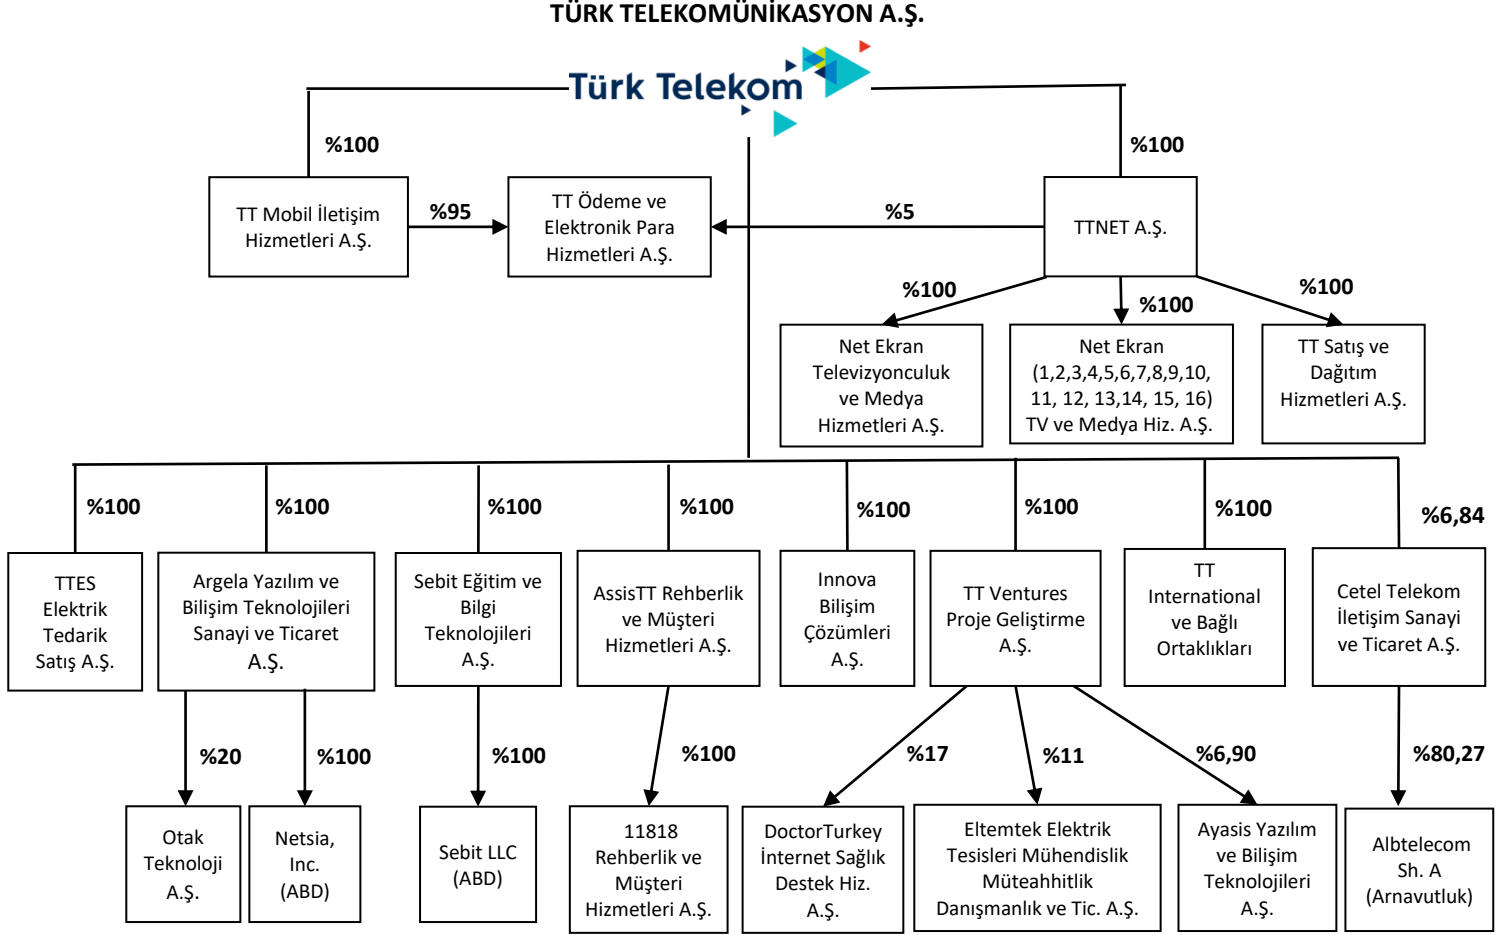 TÜRK TELEKOMÜNİKASYON A.Ş.
Türk Telekom
%100
%100
TT Mobil İletişim
Hizmetleri A.Ş.
%95
TT Ödeme ve
Elektronik Para
Hizmetleri A.Ş.
%5
TTNET A.Ş.
%100
%100
%100
Net Ekran
Televizyonculuk
ve Medya
Hizmetleri A.Ş.
Net Ekran
(1,2,3,4,5,6,7,8,9,10,
11, 12, 13,14, 15, 16)
TV ve Medya Hiz. A.Ş.
TT Satış ve
Dağıtım
Hizmetleri A.Ş.
%100
%100
%100
%100
%100
%100
%100
%6,84
TTES
Elektrik
Tedarik
Satış A.Ş.
Argela Yazılım ve
Bilişim Teknolojileri
Sanayi ve Ticaret
A.Ş.
Sebit Eğitim ve
Bilgi
Teknolojileri
A.Ş.
AssisTT Rehberlik
ve Müşteri
Hizmetleri A.Ş.
Innova
Bilişim
Çözümleri
A.Ş.
TT Ventures
Proje Geliştirme
A.Ş.
TT
International
ve Bağlı
Ortaklıkları
Cetel Telekom
İletişim Sanayi
ve Ticaret A.Ş.
%20
%100
%100
%100
%17
%11
%6,90
%80,27
Otak
Teknoloji
A.Ş.
Netsia,
Inc.
(ABD)
Sebit LLC
(ABD)
11818
Rehberlik ve
Müşteri
Hizmetleri A.Ş.
DoctorTurkey
İnternet Sağlık
Destek Hiz.
A.Ş.
Eltemtek Elektrik
Tesisleri Mühendislik
Müteahhitlik
Danışmanlık ve Tic. A.Ş.
Ayasis Yazılım
ve Bilişim
Teknolojileri
A.Ş.
Albtelecom
Sh. A
(Arnavutluk)